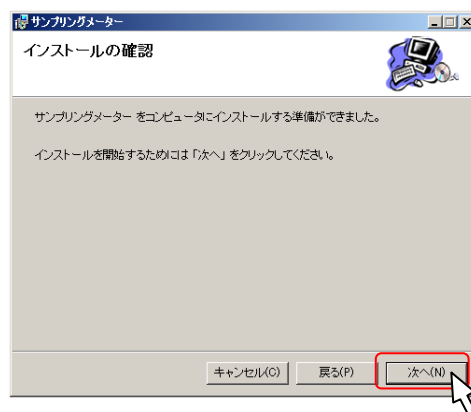 サンプリングメーター
インストールの確認
サンプリングメーター をコンピュータにインストールする準備ができました。
インストールを開始するためには「次へ」をクリックしてください。
キャンセル(C) 戻る(P) 次へ(N)